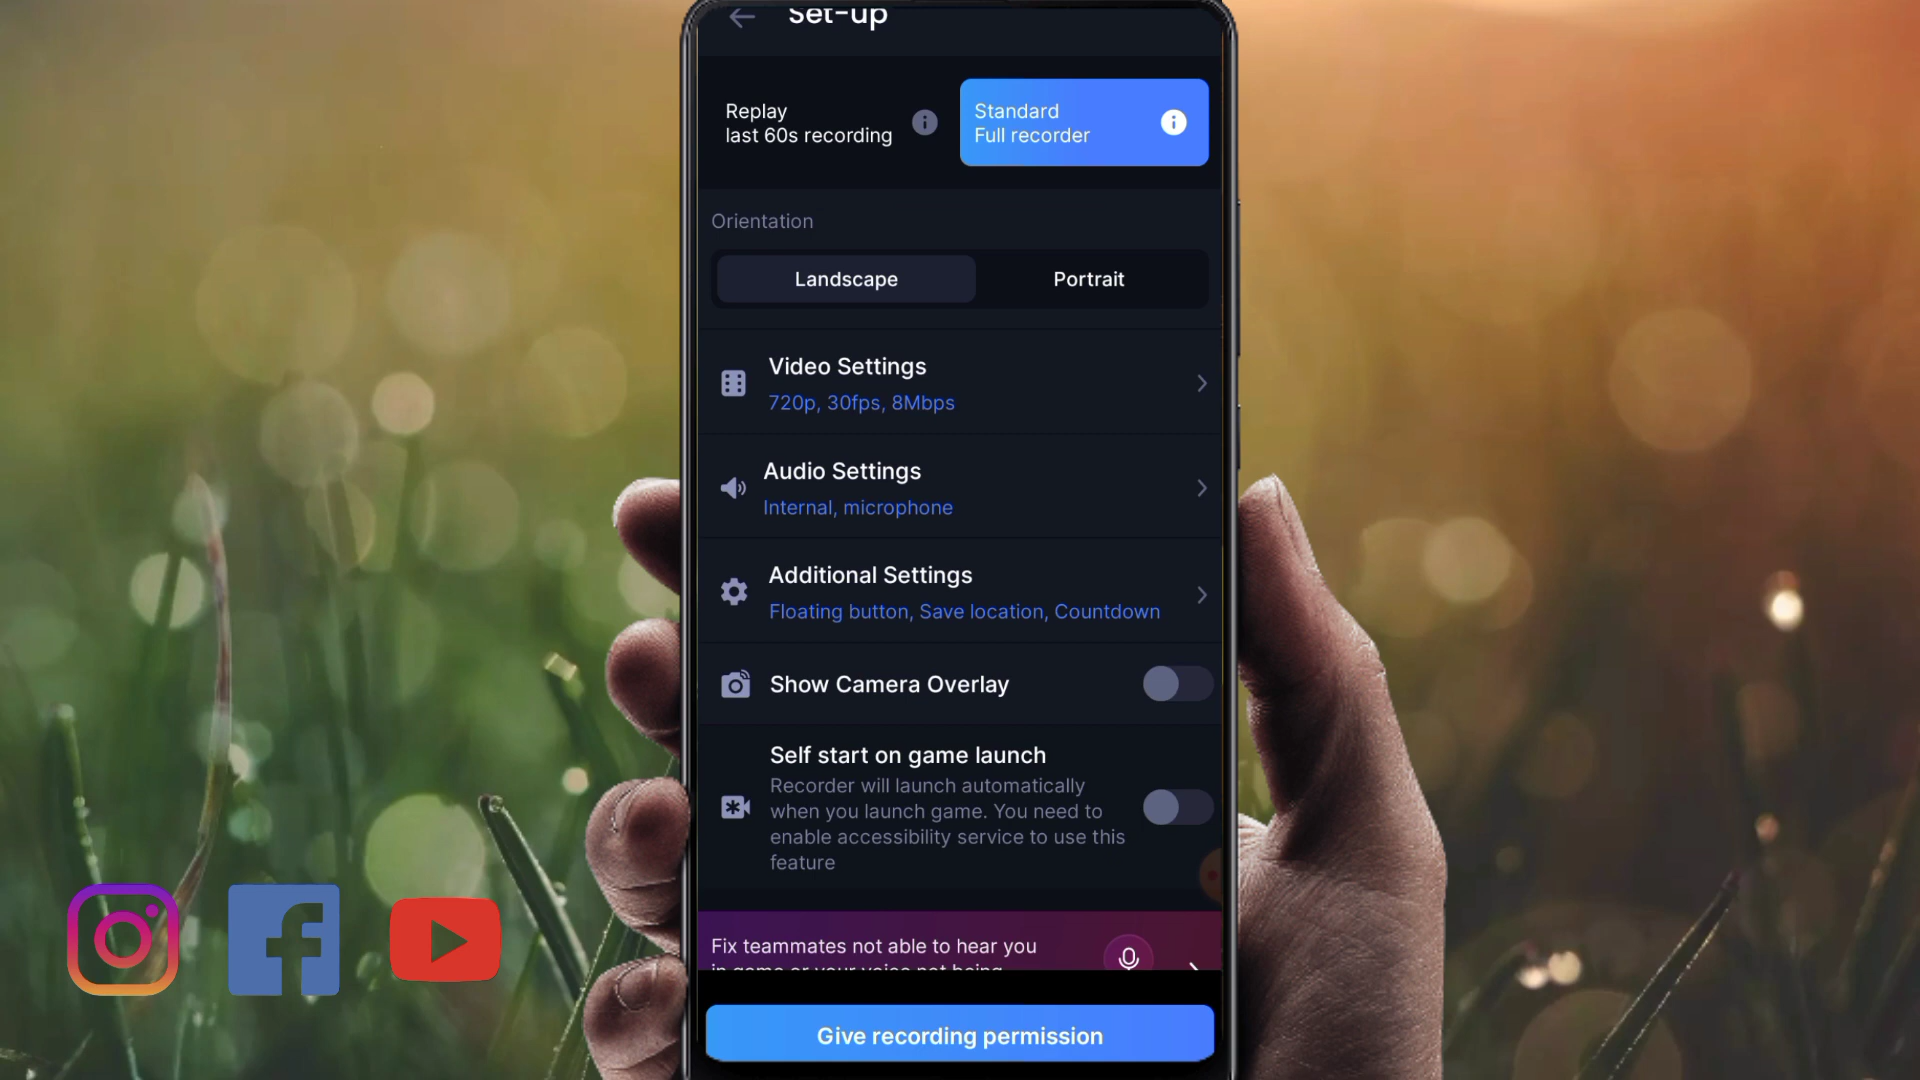 Set-up
Replay
last 60s recording
Standard
Full recorder
Orientation
Landscape
Portrait
Video Settings
720p, 30fps, 8Mbps
Audio Settings
Internal, microphone
Additional Settings
Floating button, Save location, Countdown
Show Camera Overlay
Self start on game launch
Recorder will launch automatically
when you launch game. You need to
enable accessibility service to use this
feature
Fix teammates not able to hear you
in game or your voice not being
Give recording permission